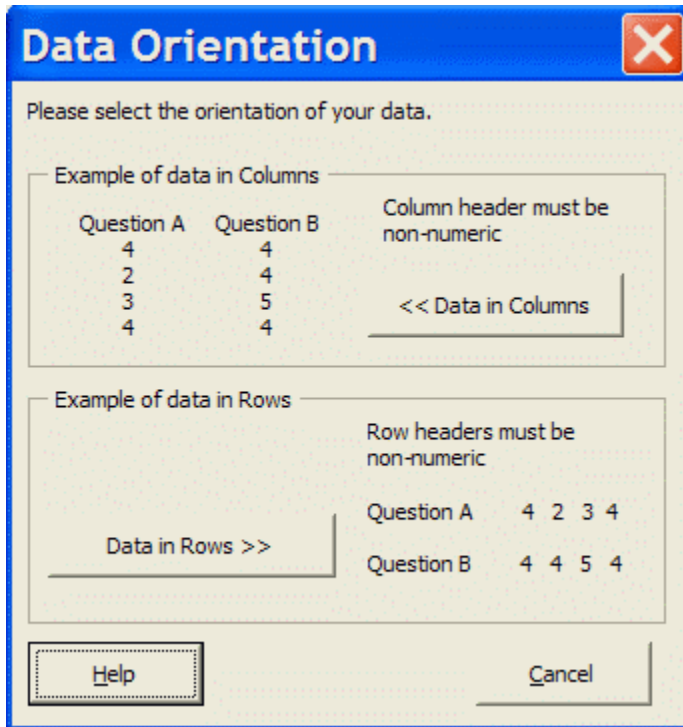 Data Orientation
Please select the orientation of your data.
Example of data in Columns
Question A Question B
4 4
2 4
3 5
4 4
Column header must be
non-numeric
<< Data in Columns
Example of data in Rows
Data in Rows >>
Row headers must be
non-numeric
Question A 4 2 3 4
Question B 4 4 5 4
Help
Cancel